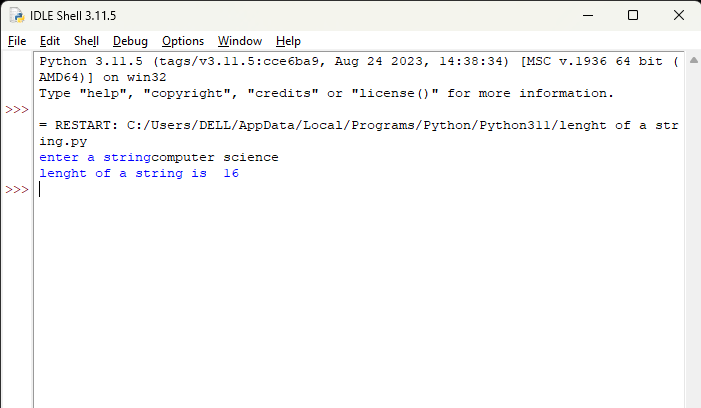 IDLE Shell 3.11.5
File Edit Shell Debug Options Window Help
Python 3.11.5 (tags/v3.11.5:cce6ba9, Aug 24 2023, 14:38:34) [MSC v.1936 64 bit (
AMD64)] on win32
Type "help", "copyright", "credits" or "license()" for more information.
>>>
= RESTART: C:/Users/DELL/AppData/Local/Programs/Python/Python311/lenght of a str
ing.py
enter a stringcomputer science
lenght of a string is  16
>>>